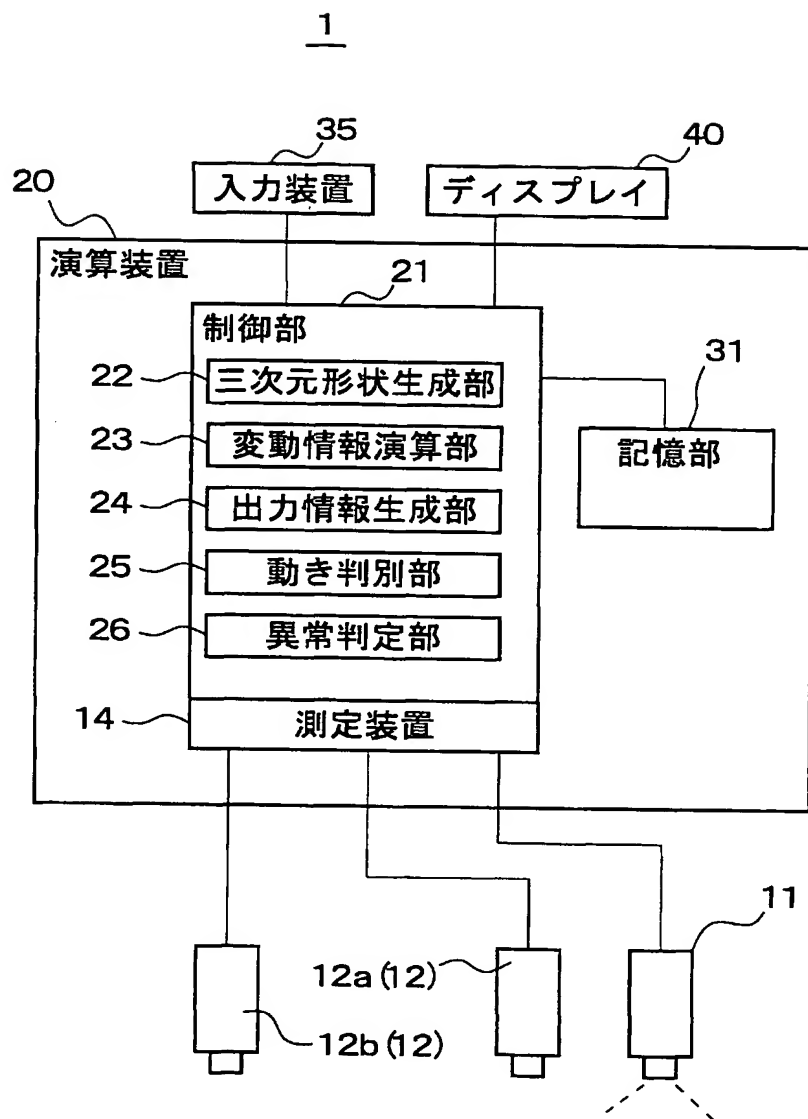 1
35
40
20
入力装置
ディスプレイ
演算装置
21
制御部
22
三次元形状生成部
31
23
変動情報演算部
記憶部
24
出力情報生成部
25
動き判別部
26
異常判定部
14
測定装置
11
12a(12)
12b(12)